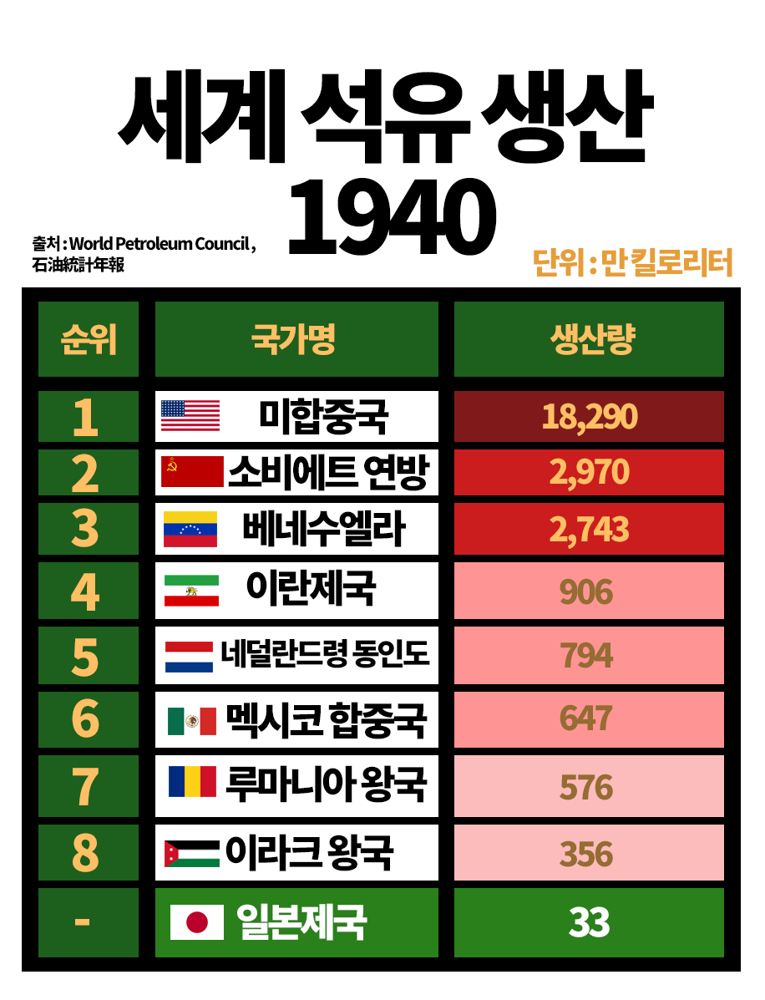 세계 석유 생산
1940
출처 : World Petroleum Council ,
石油統計年報
단위 : 만 킬로리터
순위 국가명 생산량
1 미합중국 18,290
2 소비에트 연방 2,970
3 베네수엘라 2,743
4 이란제국 906
5 네덜란드령 동인도 794
6 멕시코 합중국 647
7 루마니아 왕국 576
8 이라크 왕국 356
- 일본제국 33